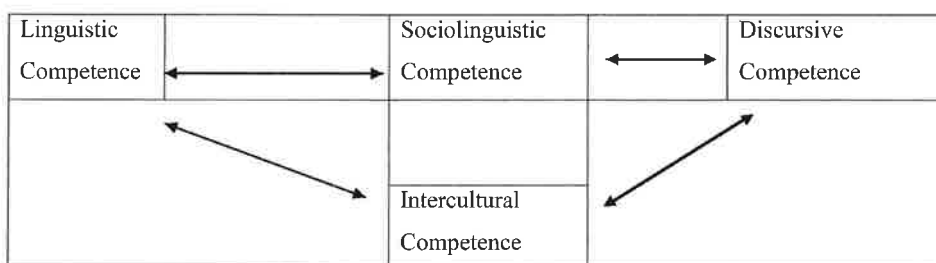 Linguistic
Competence
Sociolinguistic
Competence
Discursive
Competence
Intercultural
Competence